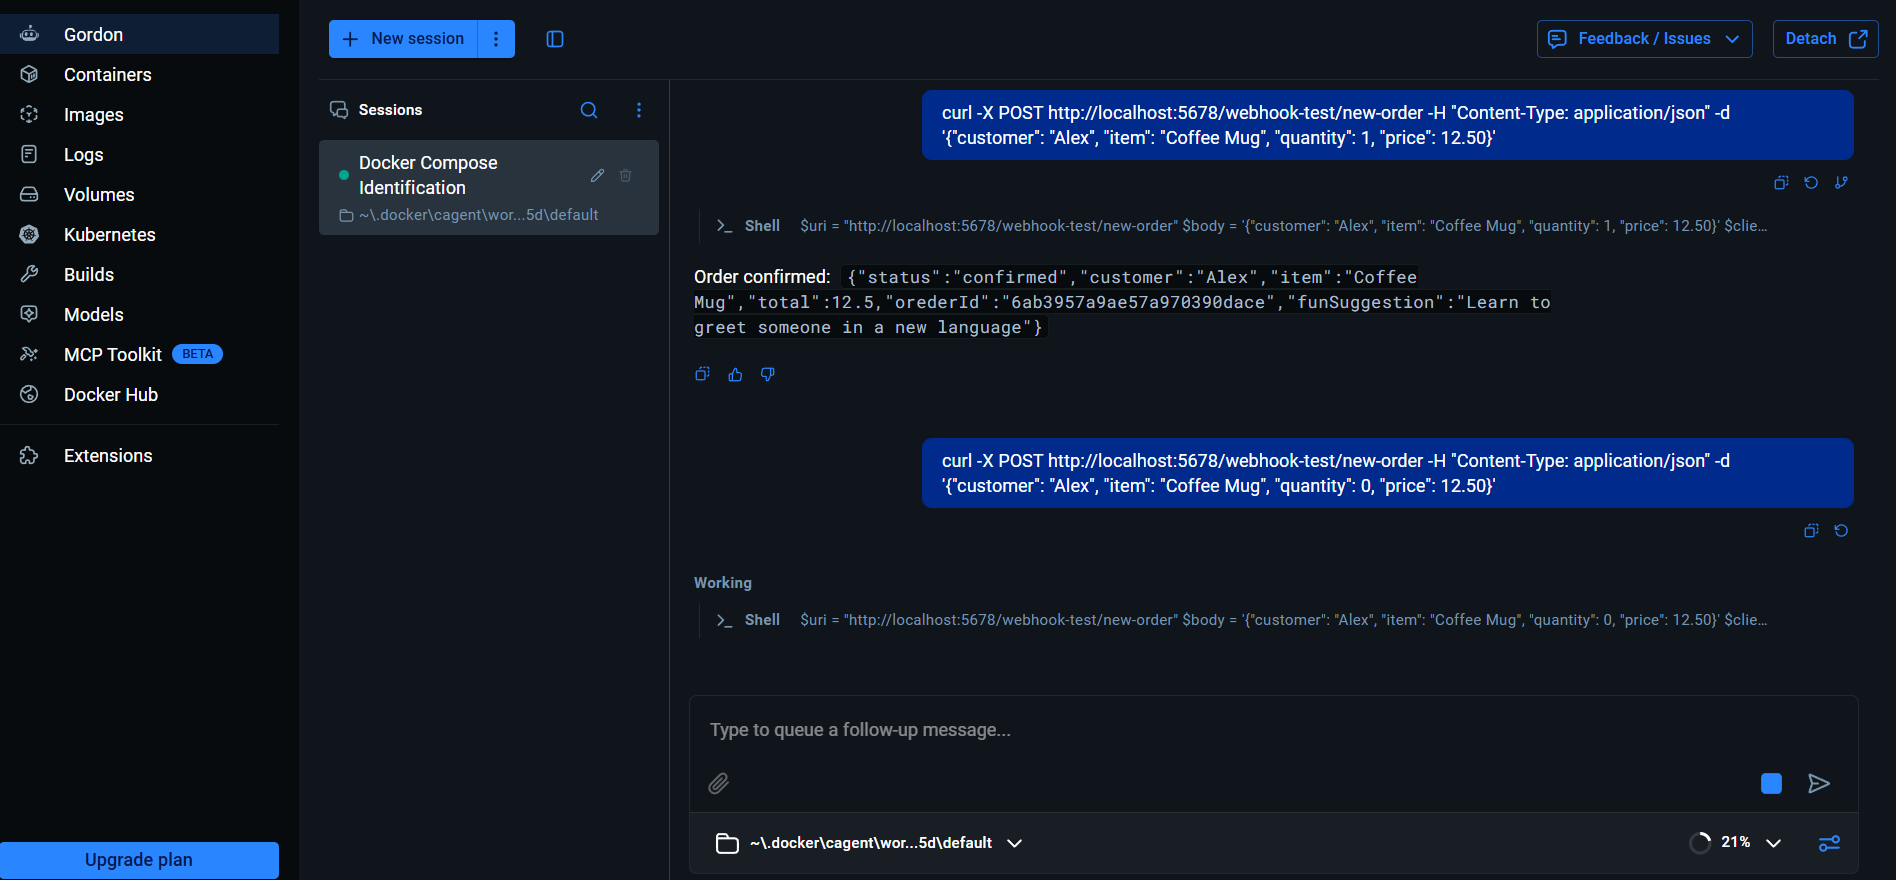 Gordon
Containers
Images
Logs
Volumes
Kubernetes
Builds
Models
MCP Toolkit BETA
Docker Hub
Extensions
Upgrade plan
New session
Feedback / Issues
Detach
Sessions
Docker Compose
Identification
~\.docker\cagent\wor...5d\default
curl -X POST http://localhost:5678/webhook-test/new-order -H "Content-Type: application/json" -d
'{"customer": "Alex", "item": "Coffee Mug", "quantity": 1, "price": 12.50}'
Shell $uri = "http://localhost:5678/webhook-test/new-order" $body = '{"customer": "Alex", "item": "Coffee Mug", "quantity": 1, "price": 12.50}' $clie...
Order confirmed: {"status":"confirmed","customer":"Alex","item":"Coffee
Mug","total":12.5,"orederId":"6ab3957a9ae57a970390dace","funSuggestion":"Learn to
greet someone in a new language"}
curl -X POST http://localhost:5678/webhook-test/new-order -H "Content-Type: application/json" -d
'{"customer": "Alex", "item": "Coffee Mug", "quantity": 0, "price": 12.50}'
Working
Shell $uri = "http://localhost:5678/webhook-test/new-order" $body = '{"customer": "Alex", "item": "Coffee Mug", "quantity": 0, "price": 12.50}' $clie...
Type to queue a follow-up message...
~\.docker\cagent\wor...5d\default
21%